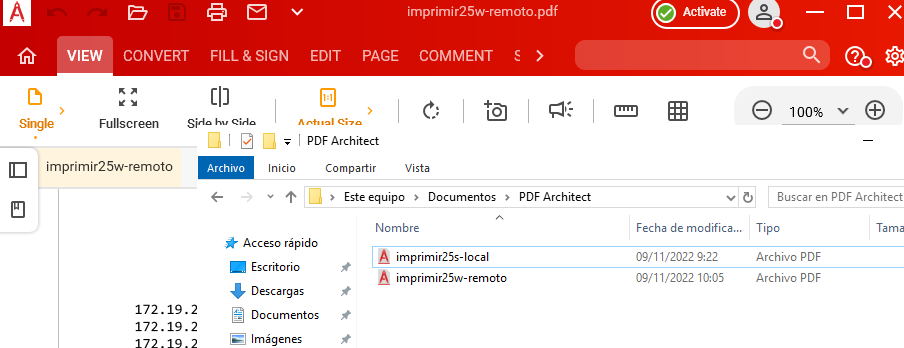 imprimir25w-remoto.pdf
Activate
VIEW CONVERT FILL & SIGN EDIT PAGE COMMENT
Single Fullscreen Side by Side Actual Size 100%
PDF Architect
imprimir25w-remoto
Archivo Inicio Compartir Vista
Este equipo Documentos PDF Architect Buscar en PDF Architect
Nombre Fecha de modifica... Tipo Tama
Acceso rápido
imprimir25s-local 09/11/2022 9:22 Archivo PDF
Escritorio
imprimir25w-remoto 09/11/2022 10:05 Archivo PDF
Descargas
172.19.2
Documentos
172.19.2
Imágenes
172.19.2